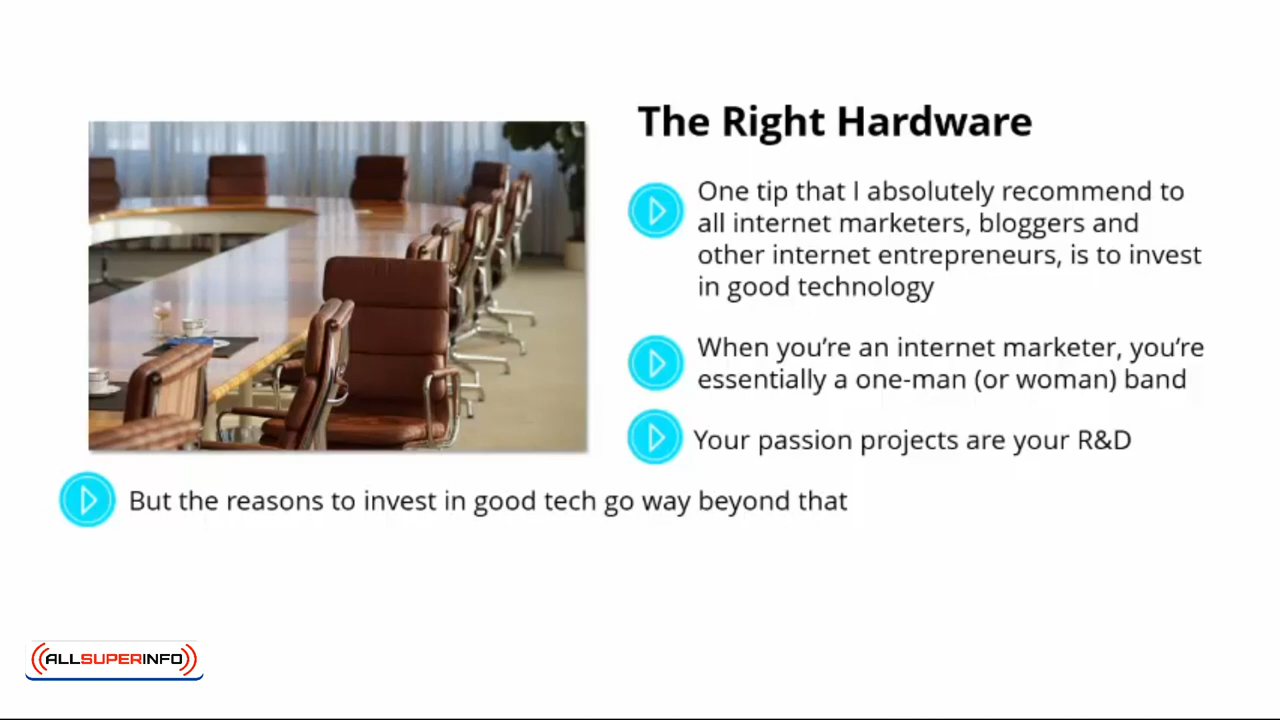 The Right Hardware
One tip that I absolutely recommend to
all internet marketers, bloggers and
other internet entrepreneurs, is to invest
in good technology
When you’re an internet marketer, you’re
essentially a one-man (or woman) band
Your passion projects are your R&D
But the reasons to invest in good tech go way beyond that
ALLSUPERINFO